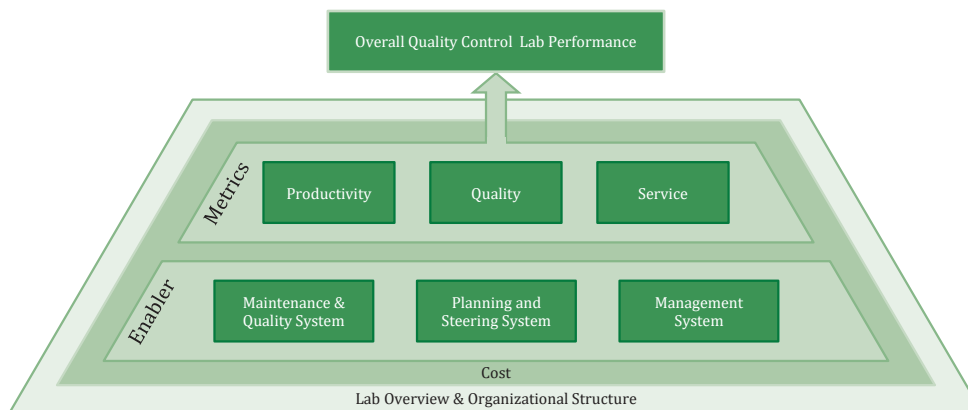 Overall Quality Control Lab Performance
Metrics
Productivity
Quality
Service
Enabler
Maintenance &
Quality System
Planning and
Steering System
Management
System
Cost
Lab Overview & Organizational Structure